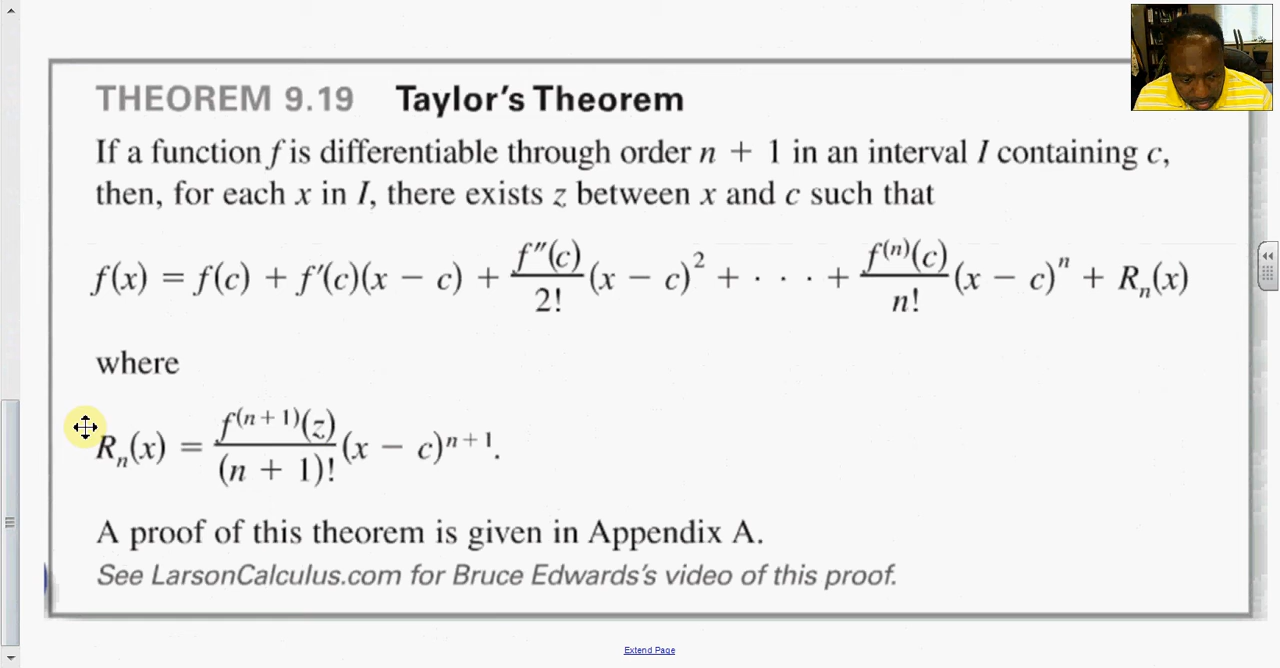 THEOREM 9.19 Taylor's Theorem
If a function f is differentiable through order n + 1 in an interval I containing c,
then, for each x in I, there exists z between x and c such that
f(x) = f(c) + f′(c)(x − c) + f″(c)/2! (x − c)² + · · · + f⁽ⁿ⁾(c)/n! (x − c)ⁿ + Rₙ(x)
where
Rₙ(x) = f⁽ⁿ⁺¹⁾(z)/(n + 1)! (x − c)ⁿ⁺¹.
A proof of this theorem is given in Appendix A.
See LarsonCalculus.com for Bruce Edwards's video of this proof.
Extend Page